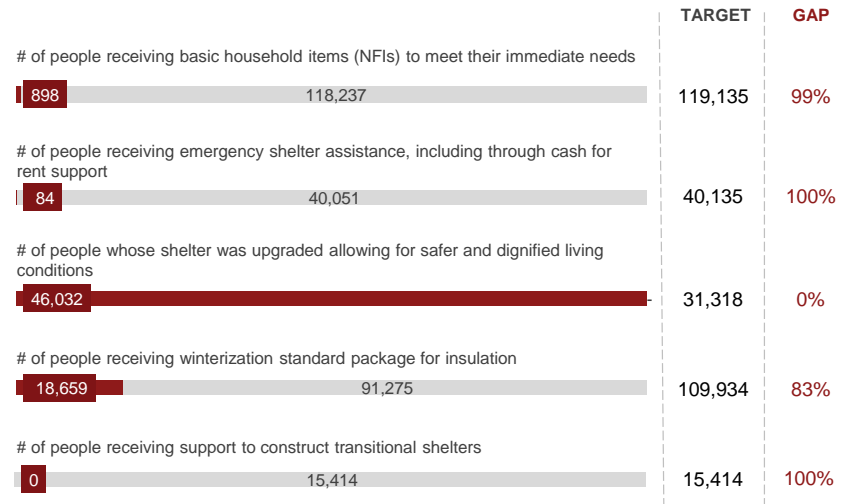 TARGET GAP
# of people receiving basic household items (NFIs) to meet their immediate needs
898 118,237 119,135 99%
# of people receiving emergency shelter assistance, including through cash for
rent support
84 40,051 40,135 100%
# of people whose shelter was upgraded allowing for safer and dignified living
conditions
46,032 - 31,318 0%
# of people receiving winterization standard package for insulation
18,659 91,275 109,934 83%
# of people receiving support to construct transitional shelters
0 15,414 15,414 100%